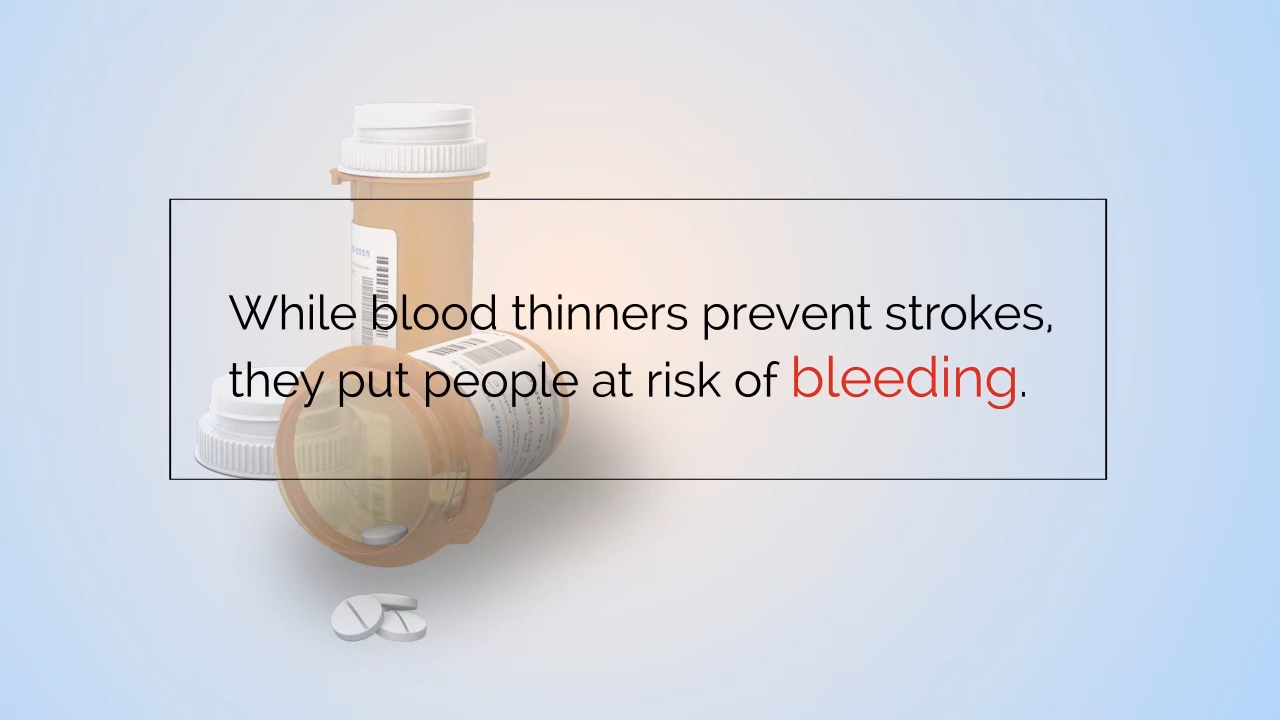 While blood thinners prevent strokes,
they put people at risk of bleeding.